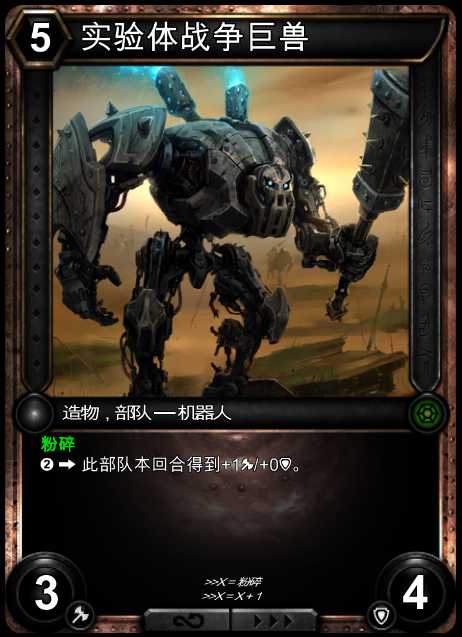 5 实验体战争巨兽
造物，部队—机器人
粉碎
❷ ➡ 此部队本回合得到+1/+0。
>>X = 粉碎
>>X = X + 1
3
4